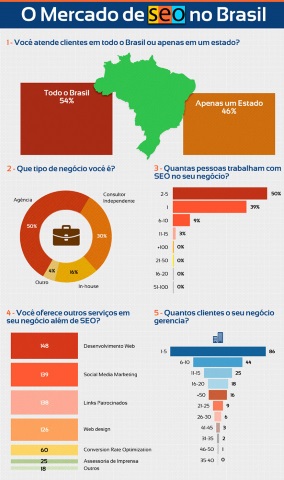 O Mercado de seo no Brasil
1 - Você atende clientes em todo o Brasil ou apenas em um estado?
Todo o Brasil
54%
Apenas um Estado
46%
2 - Que tipo de negócio você é?
Agência
Consultor
Independente
50%
30%
4%
16%
Outro
In-house
3 - Quantas pessoas trabalham com
SEO no seu negócio?
2-5 50%
1 39%
6-10 9%
11-15 3%
+100 0%
21-50 0%
16-20 0%
51-100 0%
4 - Você oferece outros serviços em
seu negócio além de SEO?
148 Desenvolvimento Web
139 Social Media Marketing
138 Links Patrocinados
126 Web design
60 Conversion Rate Optimization
25 Assessoria de Imprensa
18 Outros
5 - Quantos clientes o seu negócio
gerencia?
1-5 86
6-10 44
11-15 25
16-20 18
+50 16
21-25 9
26-30 6
41-45 3
31-35 2
46-50 1
35-40 0